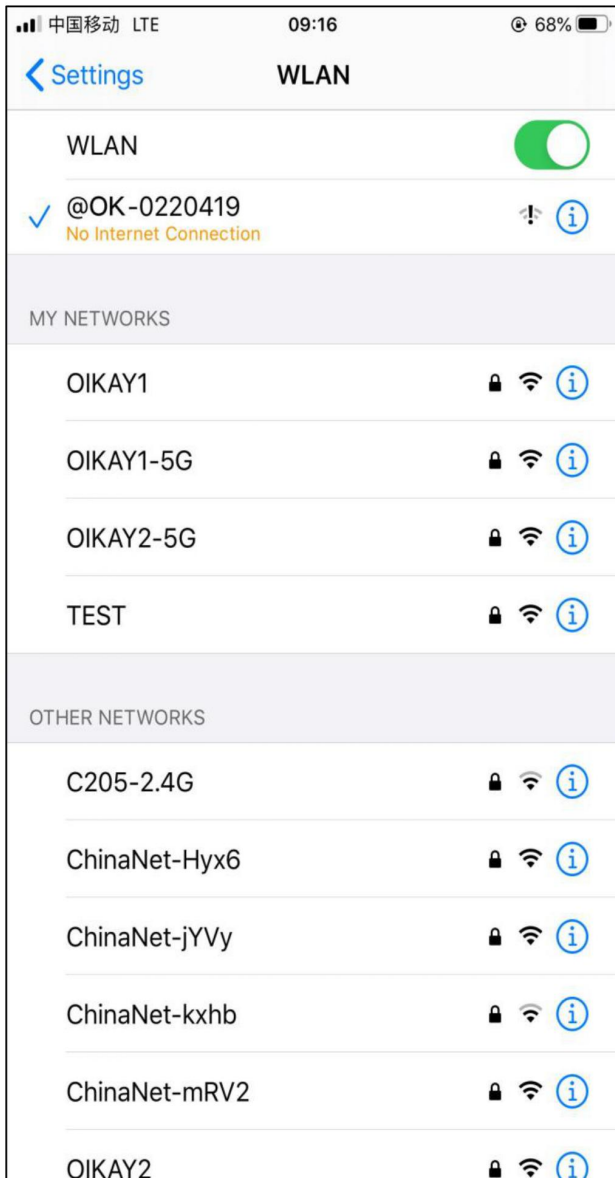 中国移动 LTE 09:16 68%
Settings WLAN
WLAN
@OK-0220419
No Internet Connection
MY NETWORKS
OIKAY1
OIKAY1-5G
OIKAY2-5G
TEST
OTHER NETWORKS
C205-2.4G
ChinaNet-Hyx6
ChinaNet-jYVy
ChinaNet-kxhb
ChinaNet-mRV2
OIKAY2